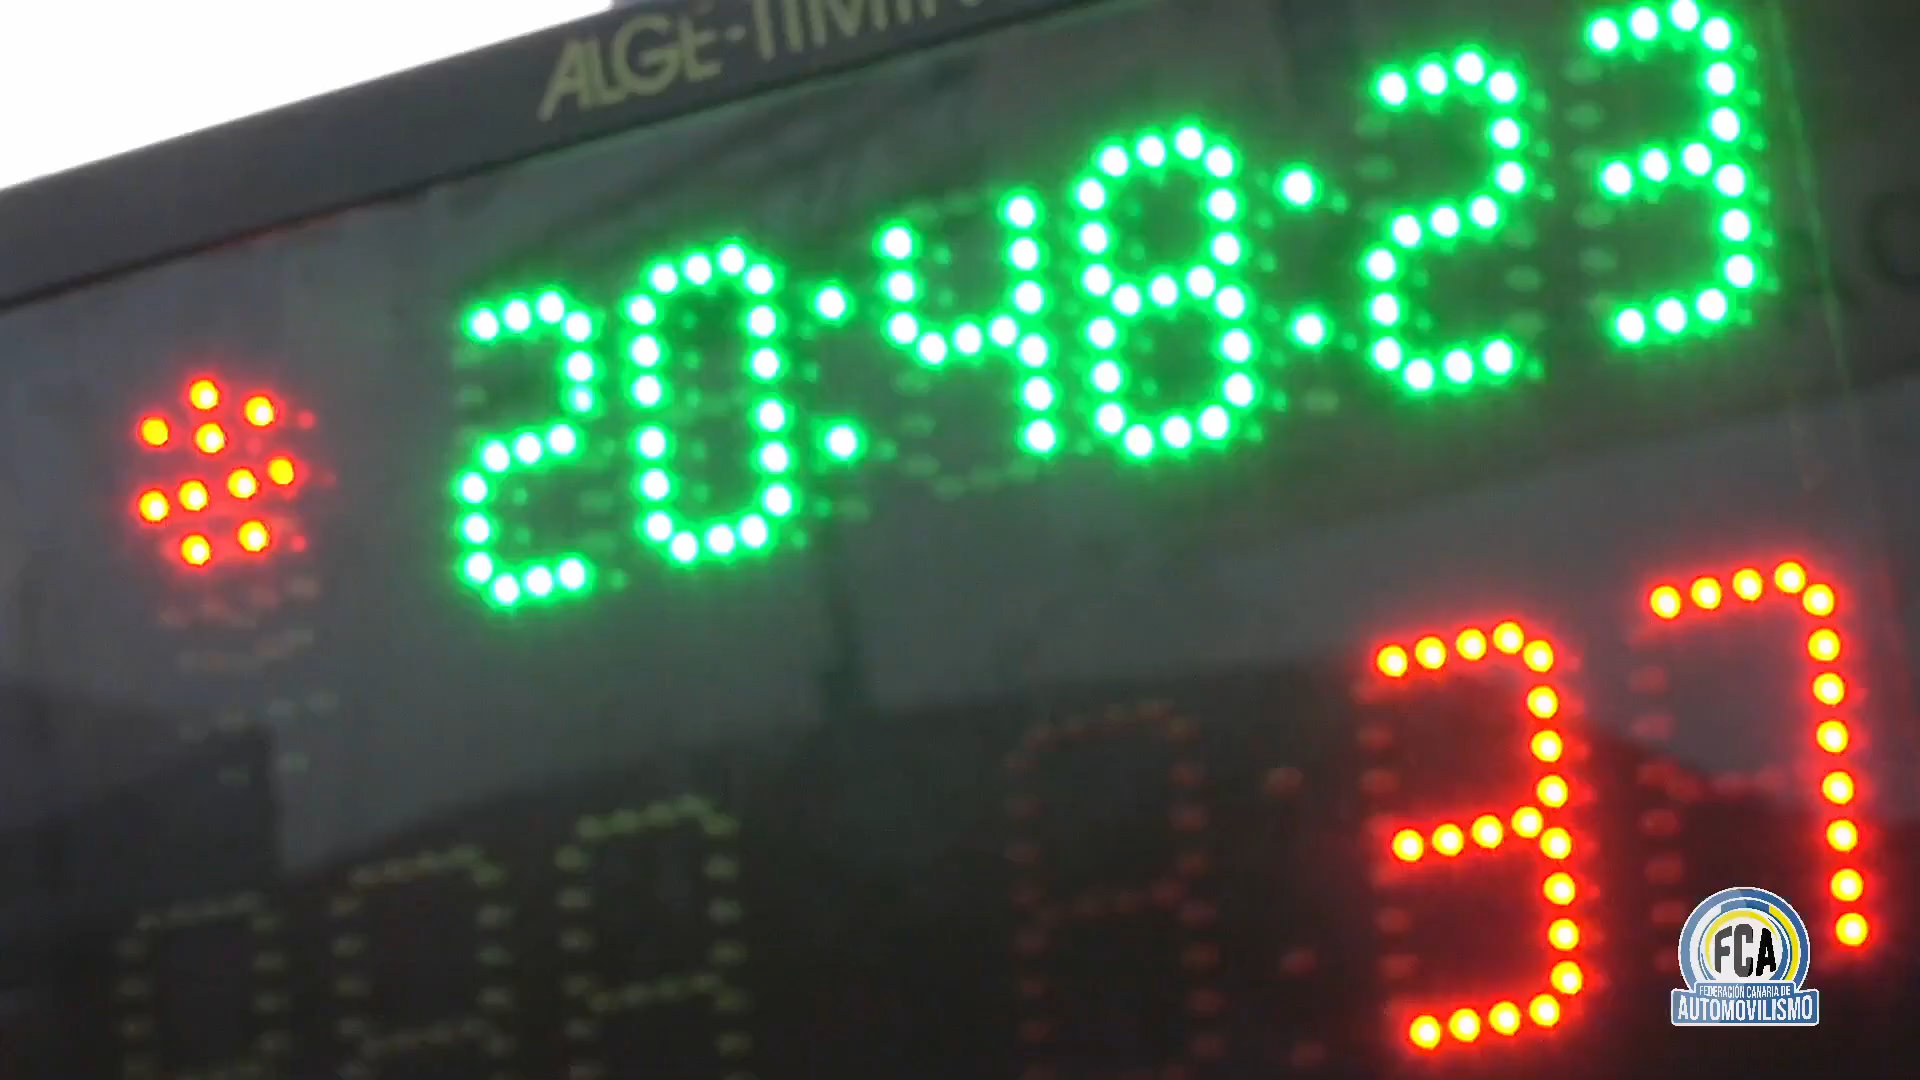 ALGE-TIMIN
20:48:23
37
FCA
FEDERACIÓN CANARIA DE
AUTOMOVILISMO